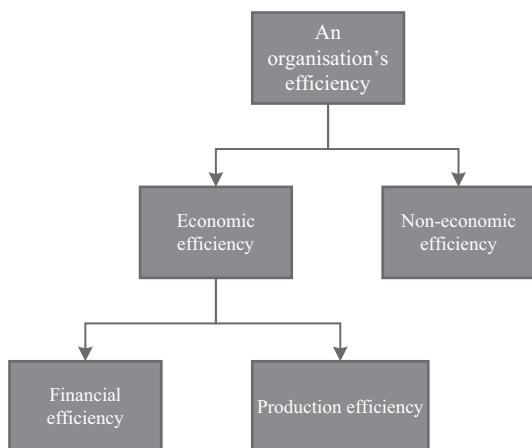 An
organisation’s
efficiency
Economic
efficiency
Non-economic
efficiency
Financial
efficiency
Production efficiency